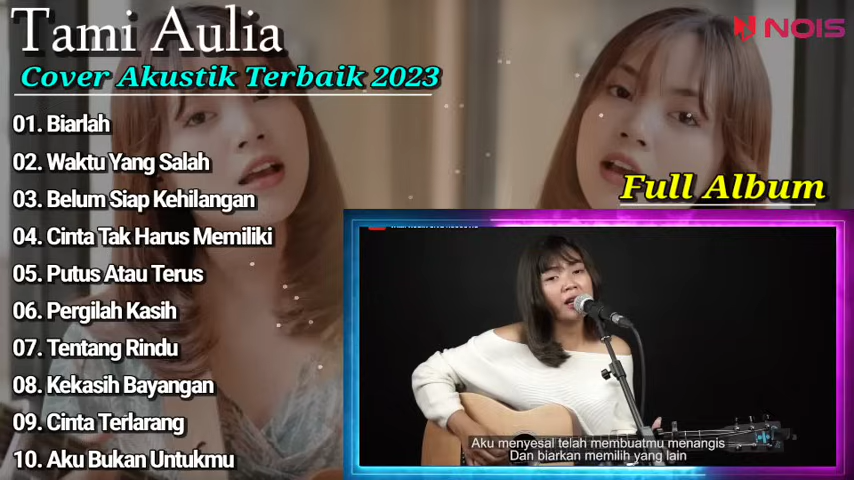 Tami Aulia
NOIS
Cover Akustik Terbaik 2023
01. Biarlah
02. Waktu Yang Salah
03. Belum Siap Kehilangan
04. Cinta Tak Harus Memiliki
05. Putus Atau Terus
06. Pergilah Kasih
07. Tentang Rindu
08. Kekasih Bayangan
09. Cinta Terlarang
10. Aku Bukan Untukmu
Full Album
Aku menyesal telah membuatmu menangis
Dan biarkan memilih yang lain